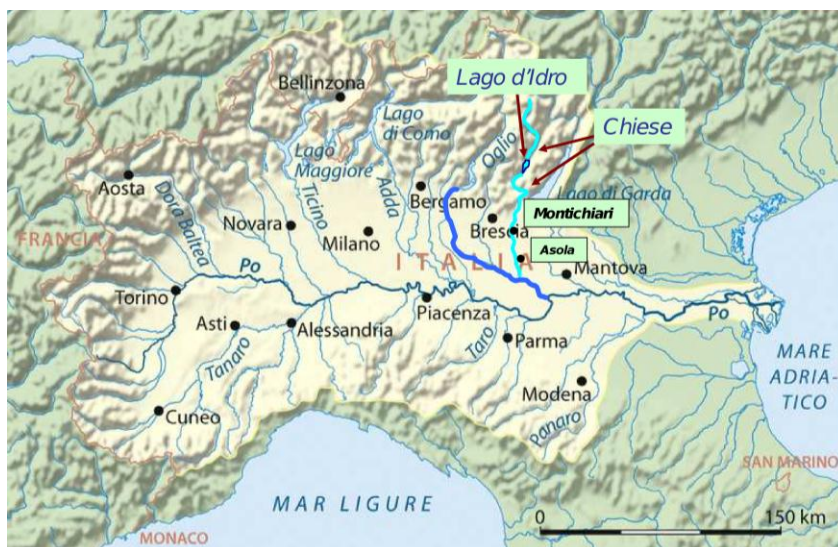 Lago d'Idro
Bellinzona
Lago
di Como
Chiese
Oglio
Lago
Maggiore
Aosta
Dora Baltea
Ticino
Adda
Bergamo
Lago di Garda
Montichiari
Novara
Milano
Brescia
FRANCIA
ITALIA
Asola
Mantova
Po
Torino
Piacenza
Po
Asti
Alessandria
Taro
Parma
Tanaro
MARE
ADRIA-
TICO
Modena
Cuneo
Panaro
SAN MARINO
MAR LIGURE
0
150 km
MONACO